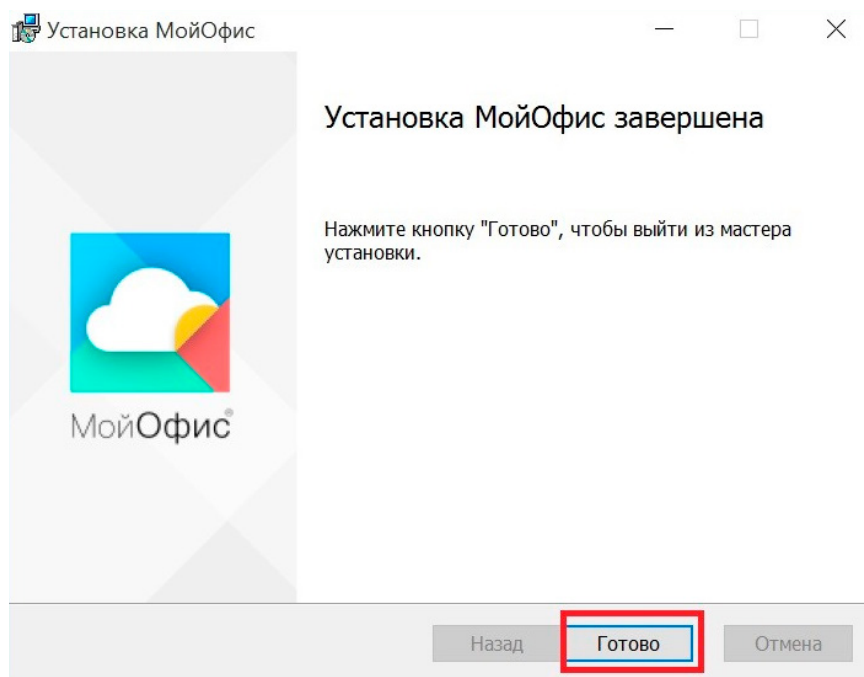 Установка МойОфис
Установка МойОфис завершена
Нажмите кнопку "Готово", чтобы выйти из мастера
установки.
МойОфис®
Назад Готово Отмена